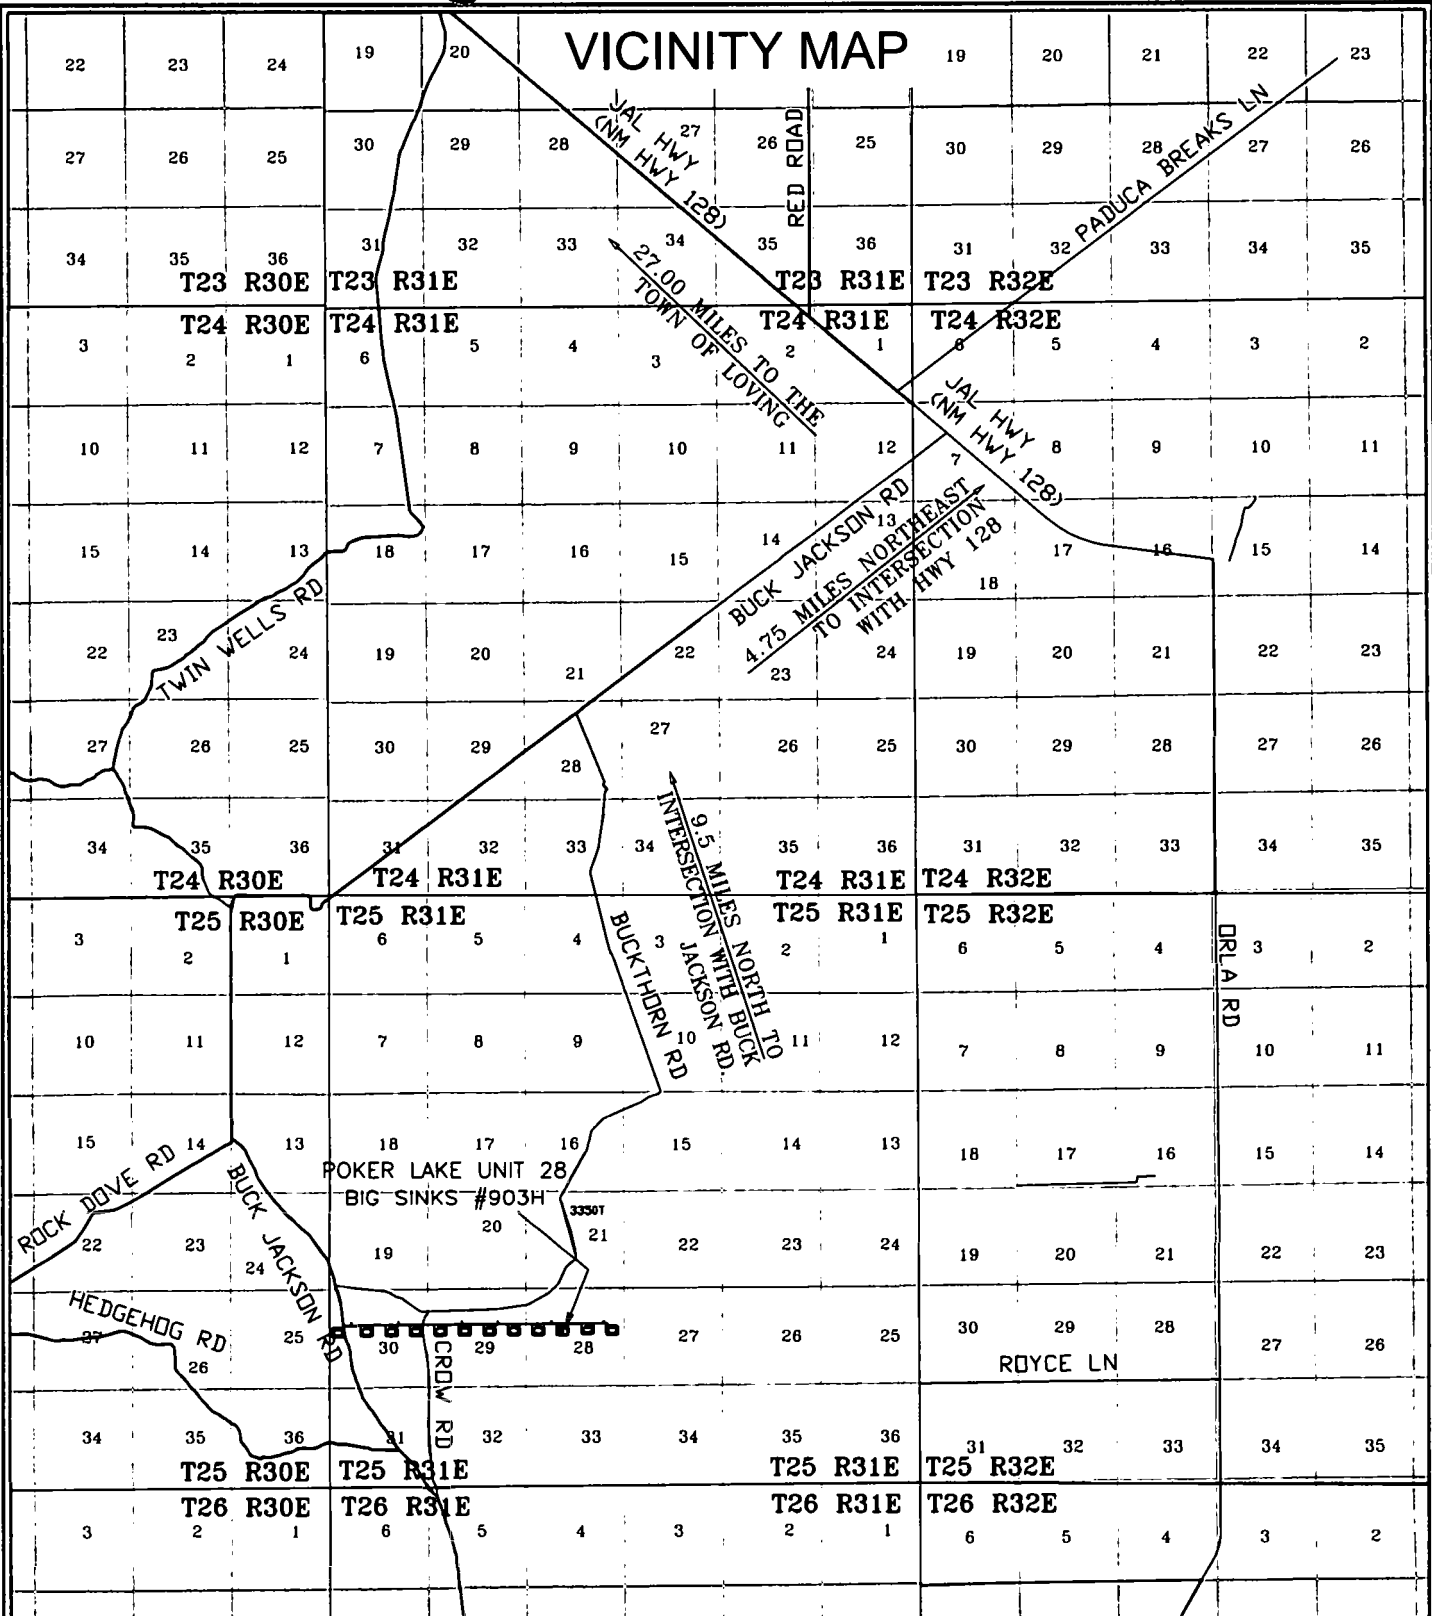 VICINITY MAP
22 23 24 19 20 19 20 21 22 23
JAL HWY
(NM HWY 128)
RED ROAD
PADUCA BREAKS LN
27 26 25 30 29 28 27 26 25 30 29 28 27 26
34 35 36 31 32 33 34 35 36 31 32 33 34 35
T23 R30E T23 R31E T23 R31E T23 R32E
27.00 MILES TO THE
TOWN OF LOVING
T24 R30E T24 R31E T24 R31E T24 R32E
3 2 1 6 5 4 3 2 1 6 5 4 3 2
JAL HWY
(NM HWY 128)
10 11 12 7 8 9 10 11 12 7 8 9 10 11
BUCK JACKSON RD
4.75 MILES NORTHEAST
TO INTERSECTION
WITH HWY 128
15 14 13 18 17 16 15 14 13 18 17 16 15 14
TWIN WELLS RD
22 23 24 19 20 21 22 23 24 19 20 21 22 23
27 26 25 30 29 28 27 26 25 30 29 28 27 26
9.5 MILES NORTH TO
INTERSECTION WITH BUCK
JACKSON RD.
34 35 36 31 32 33 34 35 36 31 32 33 34 35
T24 R30E T24 R31E T24 R31E T24 R32E
T25 R30E T25 R31E T25 R31E T25 R32E
BUCKTHORN RD
ORLA RD
3 2 1 6 5 4 3 2 1 6 5 4 3 2
10 11 12 7 8 9 10 11 12 7 8 9 10 11
15 14 13 18 17 16 15 14 13 18 17 16 15 14
ROCK DOVE RD
BUCK JACKSON RD
POKER LAKE UNIT 28
BIG SINKS #903H
3350T
22 23 24 19 20 21 22 23 24 19 20 21 22 23
HEDGEHOG RD
27 26 25 30 29 28 27 26 25 30 29 28 27 26
CROW RD
ROYCE LN
34 35 36 31 32 33 34 35 36 31 32 33 34 35
T25 R30E T25 R31E T25 R31E T25 R32E
T26 R30E T26 R31E T26 R31E T26 R32E
3 2 1 6 5 4 3 2 1 6 5 4 3 2